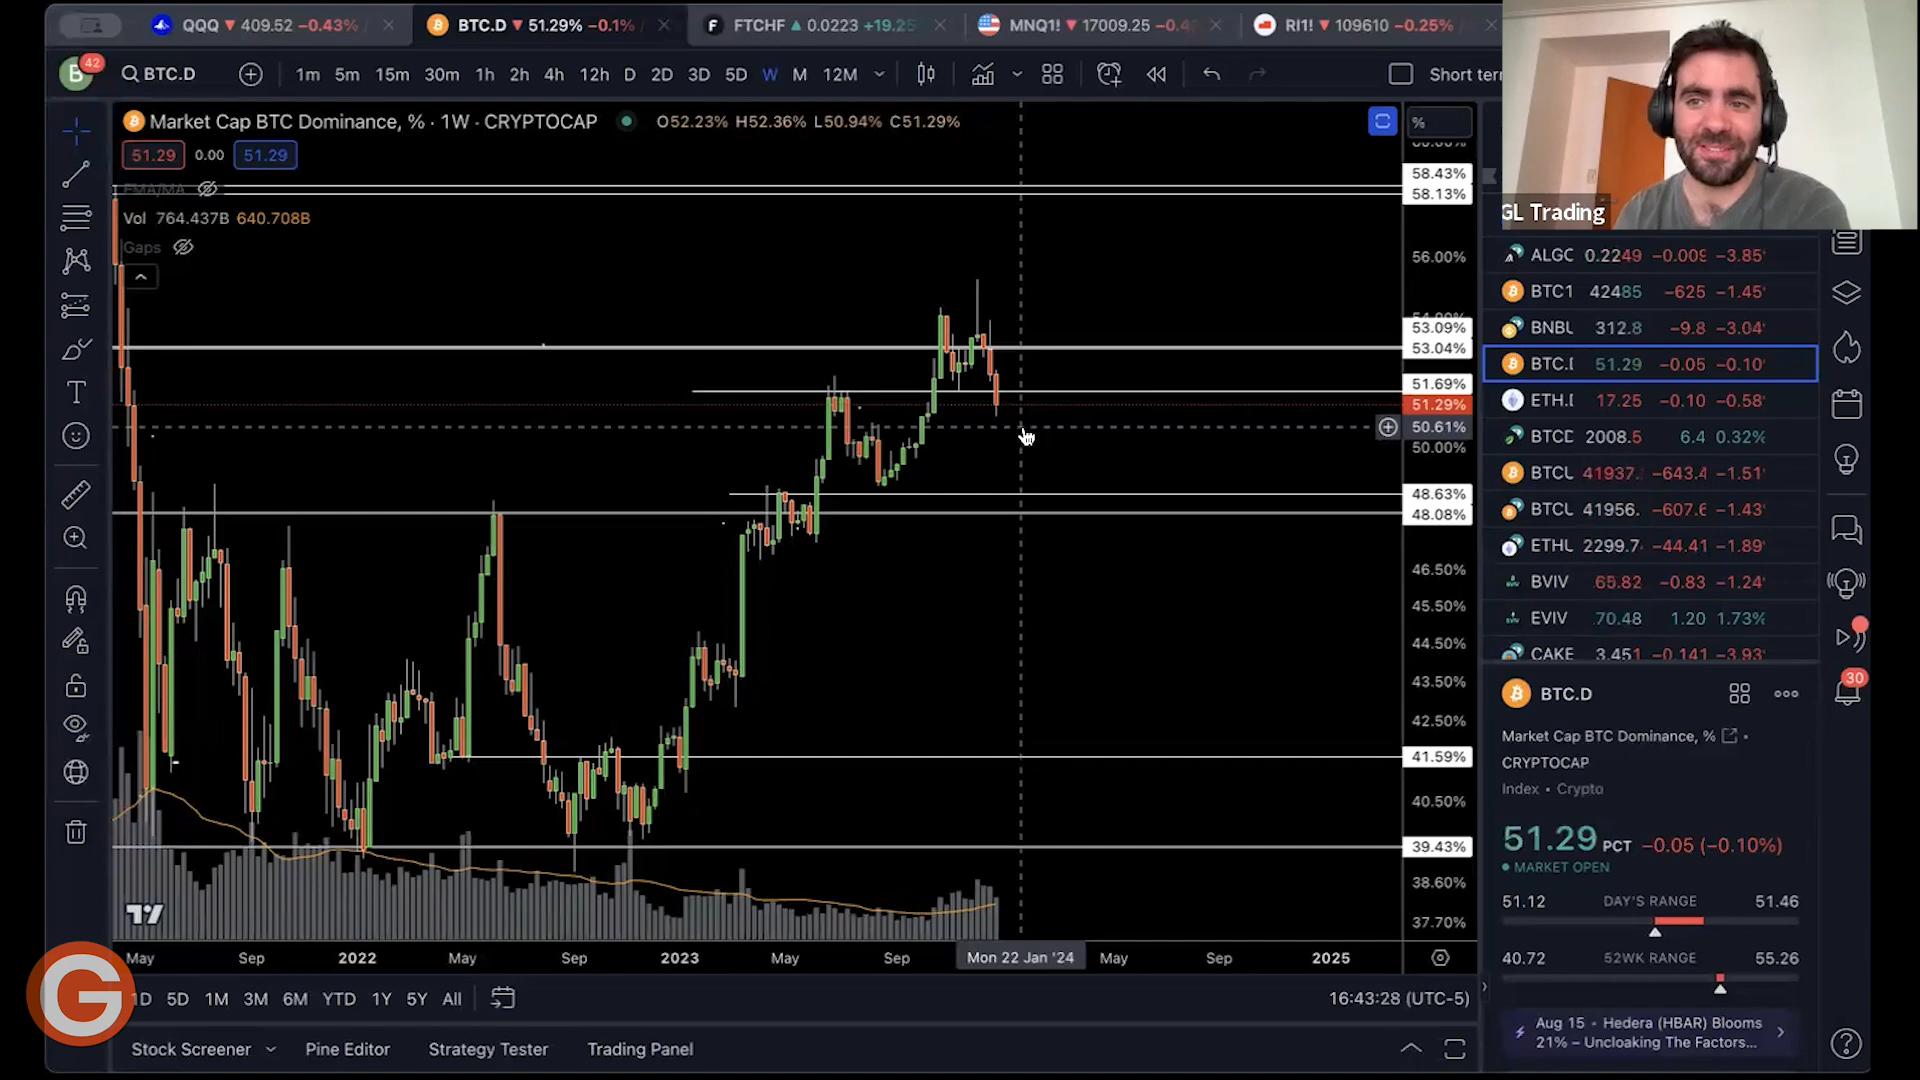 QQQ ▼ 409.52 −0.43%
BTC.D ▼ 51.29% −0.1%
FTCHF ▲ 0.0223 +19.25
MNQ1! ▼ 17009.25 −0.4
RI1! ▼ 109610 −0.25%
B 42
BTC.D 1m 5m 15m 30m 1h 2h 4h 12h D 2D 3D 5D W M 12M
Short
Market Cap BTC Dominance, % · 1W · CRYPTOCAP O52.23% H52.36% L50.94% C51.29%
%
51.29 0.00 51.29
EMA/MA
Vol 764.437B 640.708B
Gaps
58.43%
58.13%
56.00%
53.09%
53.04%
51.69%
51.29%
50.61%
50.00%
48.63%
48.08%
46.50%
45.50%
44.50%
43.50%
42.50%
41.59%
40.50%
39.43%
38.60%
37.70%
May Sep 2022 May Sep 2023 May Sep Mon 22 Jan '24 May Sep 2025
G
1D 5D 1M 3M 6M YTD 1Y 5Y All
16:43:28 (UTC-5)
Stock Screener Pine Editor Strategy Tester Trading Panel
GL Trading
ALGC 0.2249 −0.009 −3.85
BTC1 42485 −625 −1.45
BNBU 312.8 −9.8 −3.04
BTC.D 51.29 −0.05 −0.10
ETH.D 17.25 −0.10 −0.58
BTCD 2008.5 6.4 0.32%
BTCU 41937. −643.4 −1.51
BTCU 41956. −607.6 −1.43
ETHU 2299.7 −44.41 −1.89
BVIV 65.82 −0.83 −1.24
EVIV 70.48 1.20 1.73%
CAKE 3.451 −0.141 −3.93
30
BTC.D
Market Cap BTC Dominance, % •
CRYPTOCAP
Index • Crypto
51.29 PCT −0.05 (−0.10%)
MARKET OPEN
51.12 DAY'S RANGE 51.46
40.72 52WK RANGE 55.26
Aug 15 • Hedera (HBAR) Blooms
21% – Uncloaking The Factors...